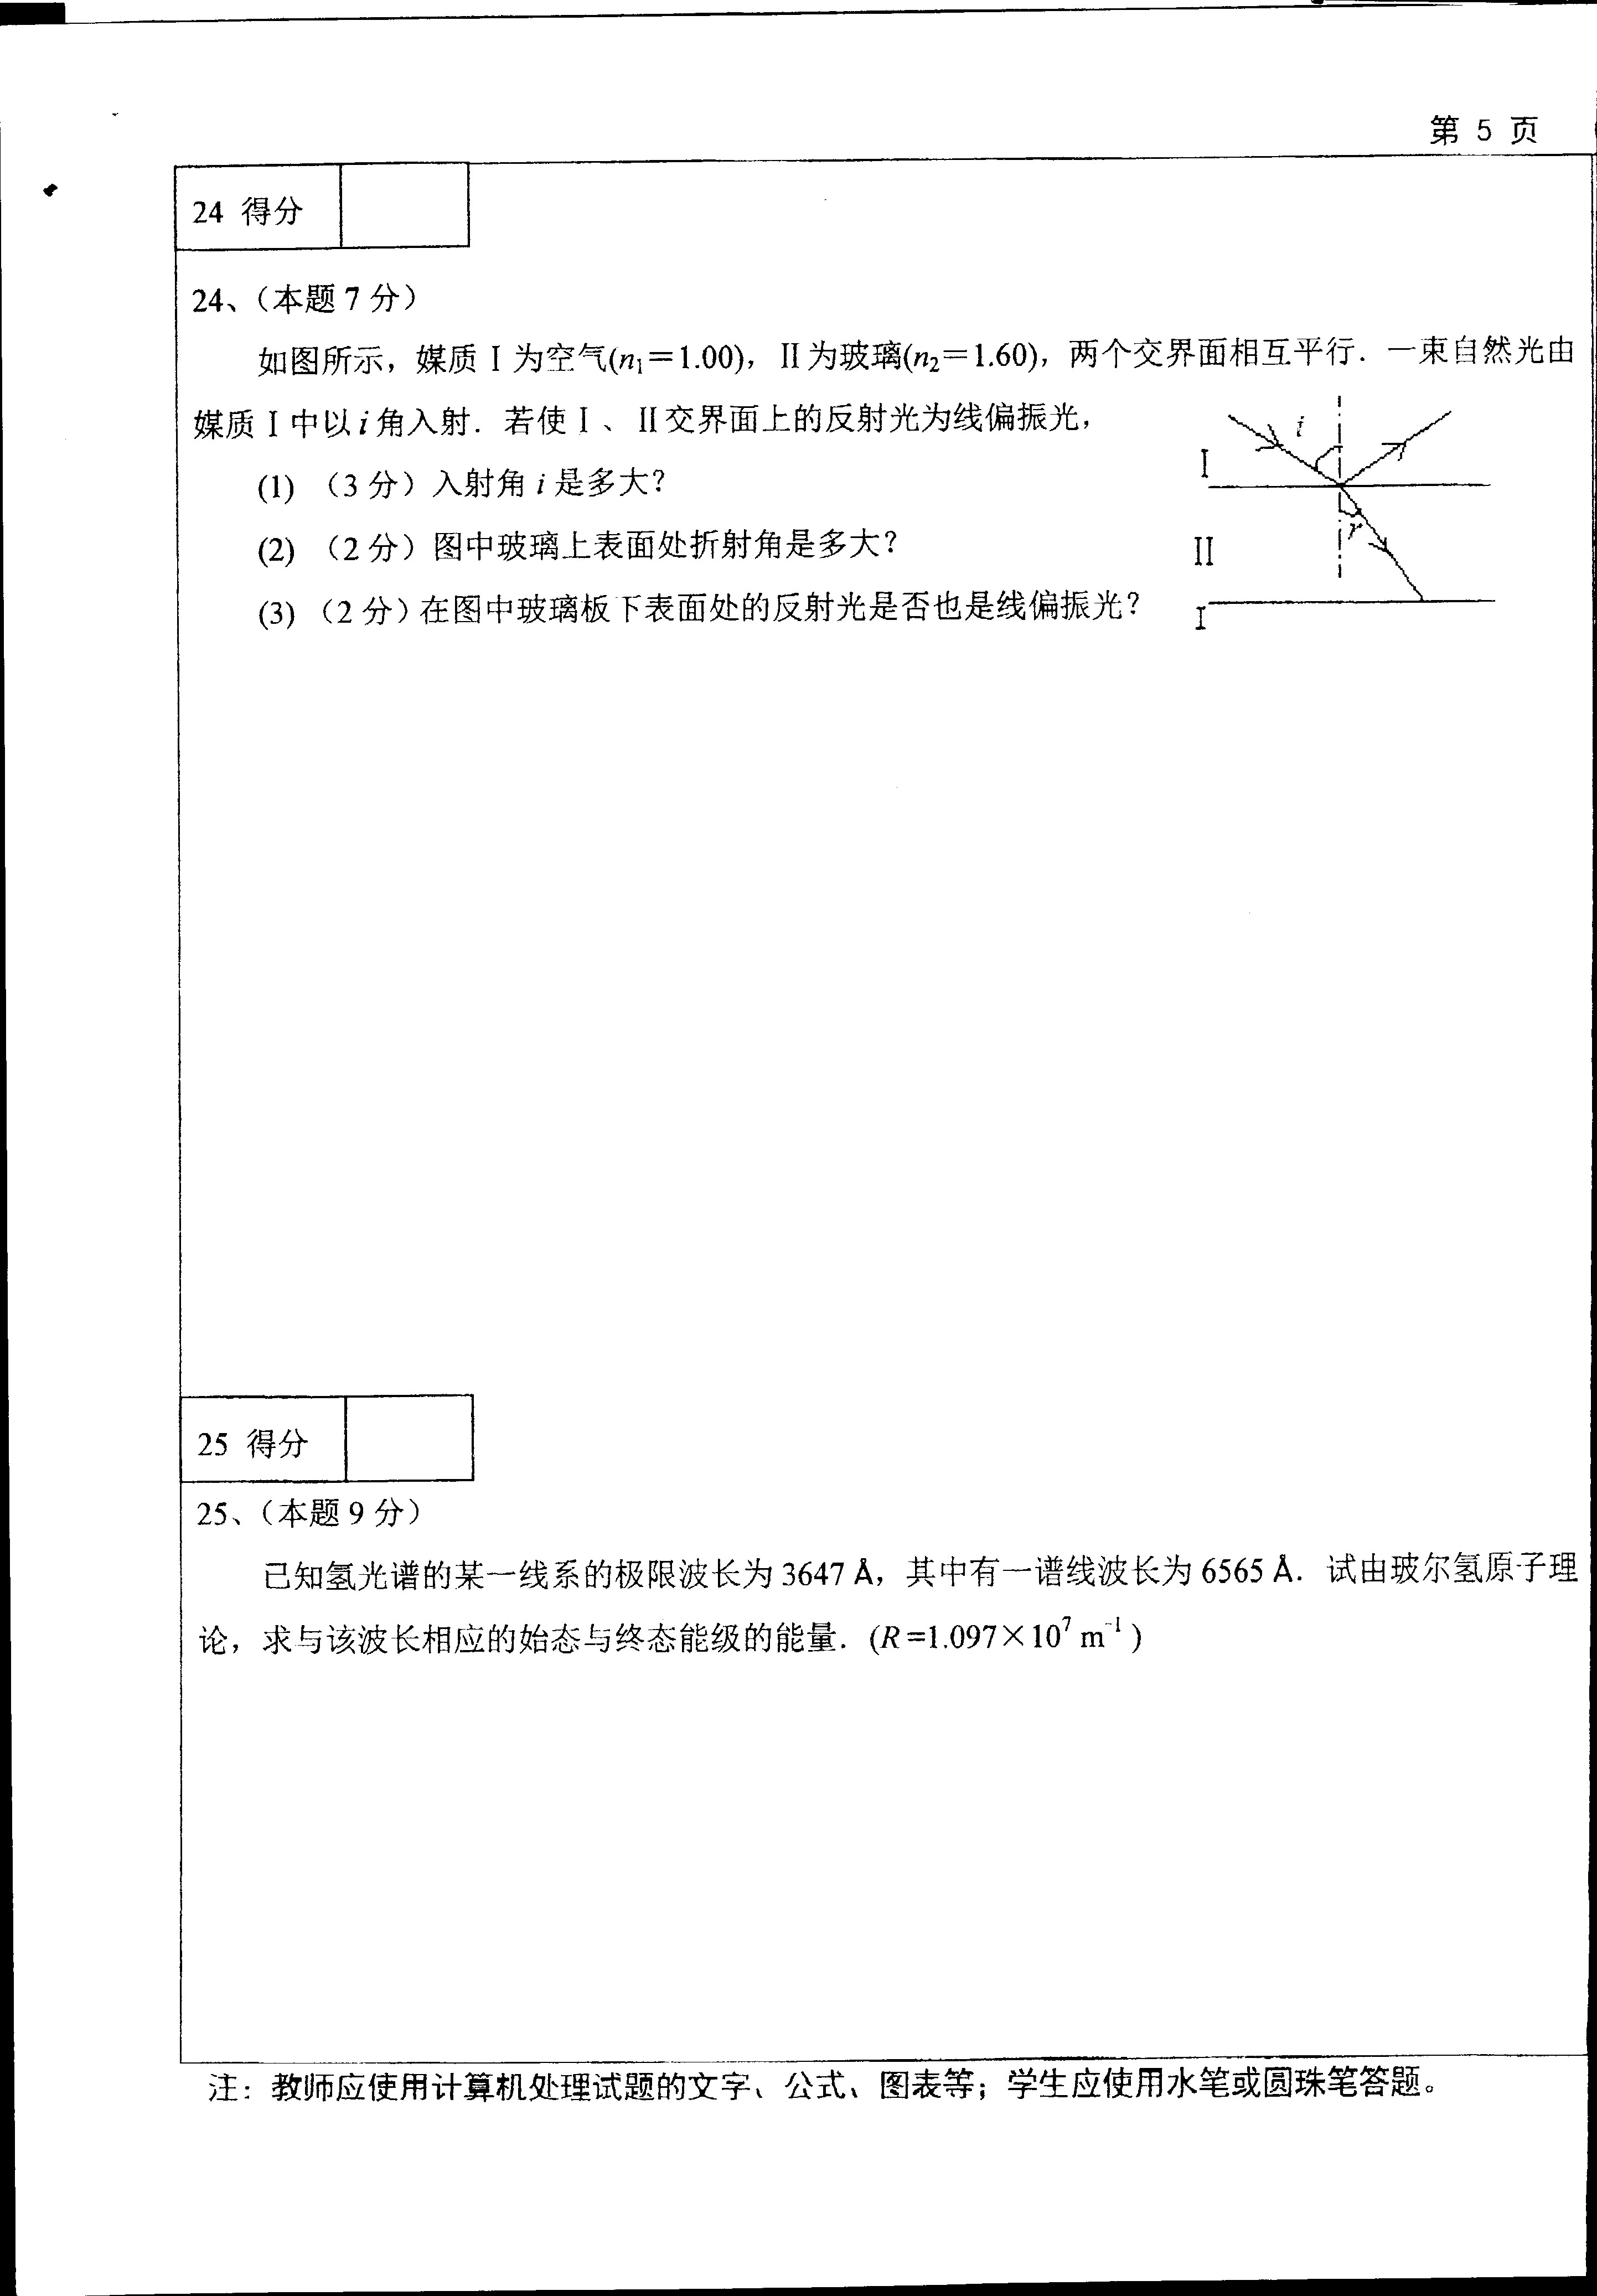 第 5 页
24 得分
24、（本题 7 分）
如图所示，媒质 I 为空气(n₁＝1.00)，II 为玻璃(n₂＝1.60)，两个交界面相互平行．一束自然光由
媒质 I 中以 i 角入射．若使 I 、 II 交界面上的反射光为线偏振光，
(1) （3 分）入射角 i 是多大？
(2) （2 分）图中玻璃上表面处折射角是多大？
(3) （2 分）在图中玻璃板下表面处的反射光是否也是线偏振光？
i
I
r
II
I
25 得分
25、（本题 9 分）
已知氢光谱的某一线系的极限波长为 3647 Å，其中有一谱线波长为 6565 Å．试由玻尔氢原子理
论，求与该波长相应的始态与终态能级的能量．(R =1.097×10⁷ m⁻¹ )
注：教师应使用计算机处理试题的文字、公式、图表等；学生应使用水笔或圆珠笔答题。